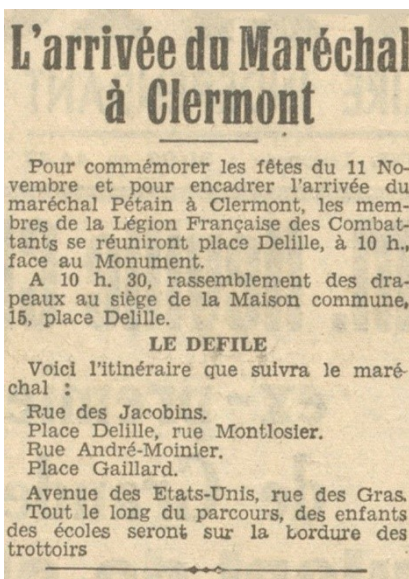 L'arrivée du Maréchal
à Clermont
Pour commémorer les fêtes du 11 No-
vembre et pour encadrer l'arrivée du
maréchal Pétain à Clermont, les mem-
bres de la Légion Française des Combat-
tants se réuniront place Delille, à 10 h.,
face au Monument.
A 10 h. 30, rassemblement des dra-
peaux au siège de la Maison commune,
15, place Delille.
LE DEFILE
Voici l'itinéraire que suivra le maré-
chal :
Rue des Jacobins.
Place Delille, rue Montlosier.
Rue André-Moinier.
Place Gaillard.
Avenue des Etats-Unis, rue des Gras.
Tout le long du parcours, des enfants
des écoles seront sur la bordure des
trottoirs